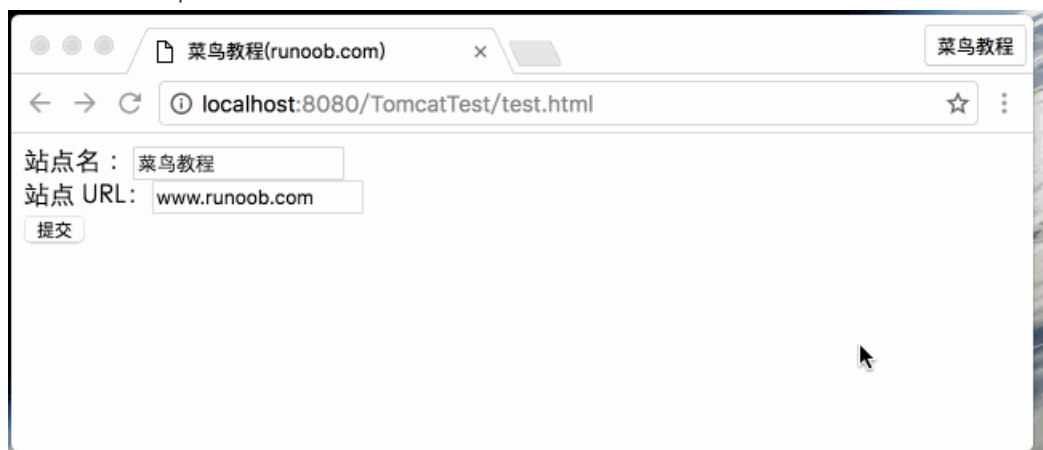 菜鸟教程(runoob.com)
菜鸟教程
localhost:8080/TomcatTest/test.html
站点名： 菜鸟教程
站点 URL： www.runoob.com
提交